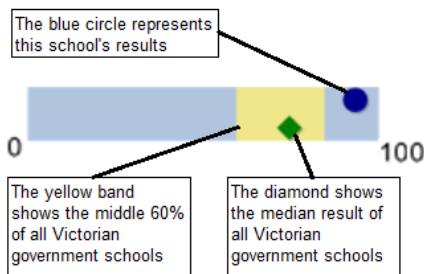 The blue circle represents
this school's results
0
100
The yellow band
shows the middle 60%
of all Victorian
government schools
The diamond shows
the median result of
all Victorian
government schools